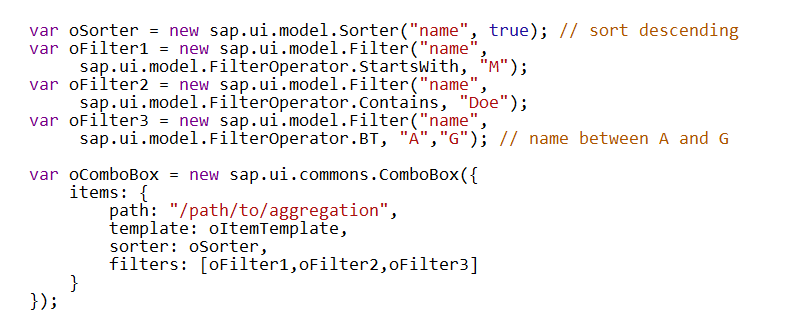 var oSorter = new sap.ui.model.Sorter("name", true); // sort descending
var oFilter1 = new sap.ui.model.Filter("name",
     sap.ui.model.FilterOperator.StartsWith, "M");
var oFilter2 = new sap.ui.model.Filter("name",
     sap.ui.model.FilterOperator.Contains, "Doe");
var oFilter3 = new sap.ui.model.Filter("name",
     sap.ui.model.FilterOperator.BT, "A","G"); // name between A and G

var oComboBox = new sap.ui.commons.ComboBox({
    items: {
        path: "/path/to/aggregation",
        template: oItemTemplate,
        sorter: oSorter,
        filters: [oFilter1,oFilter2,oFilter3]
    }
});